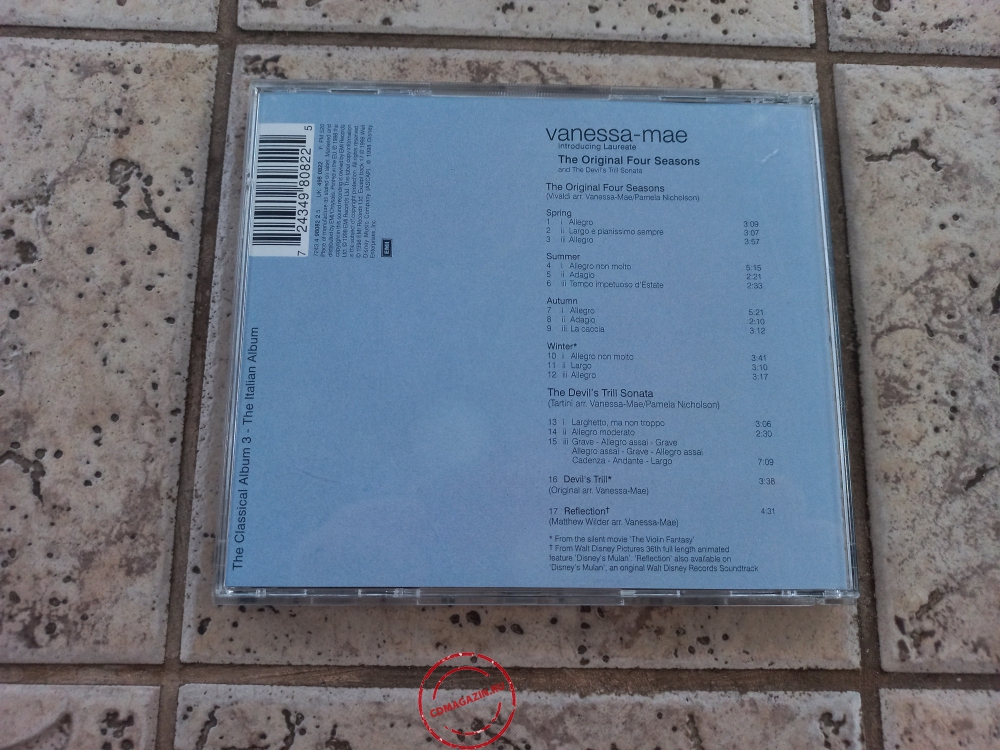 vanessa-mae
introducing Laureate
The Original Four Seasons
and The Devil's Trill Sonata
The Original Four Seasons
(Vivaldi arr. Vanessa-Mae/Pamela Nicholson)
Spring
1 i Allegro 3:09
2 ii Largo e pianissimo sempre 3:07
3 iii Allegro 3:57
Summer
4 i Allegro non molto 5:15
5 ii Adagio 2:21
6 iii Tempo impetuoso d'Estate 2:33
Autumn
7 i Allegro 5:21
8 ii Adagio 2:10
9 iii La caccia 3:12
Winter*
10 i Allegro non molto 3:41
11 ii Largo 3:10
12 iii Allegro 3.17
The Devil's Trill Sonata
(Tartini arr. Vanessa-Mae/Pamela Nicholson)
13 i Larghetto, ma non troppo 3:06
14 ii Allegro moderato 2:30
15 iii Grave - Allegro assai - Grave
Allegro assai - Grave - Allegro assai
Cadenza - Andante - Largo 7:09
16 Devil's Trill* 3:38
(Original arr. Vanessa-Mae)
17 Reflection† 4:31
(Matthew Wilder arr. Vanessa-Mae)
* From the silent movie 'The Violin Fantasy'
† From Walt Disney Pictures 36th full length animated
feature 'Disney's Mulan'. 'Reflection' also available on
'Disney's Mulan', an original Walt Disney Records Soundtrack
The Classical Album 3 - The Italian Album
7 24349 80822 5
EMI
CDMAGAZIN.RU